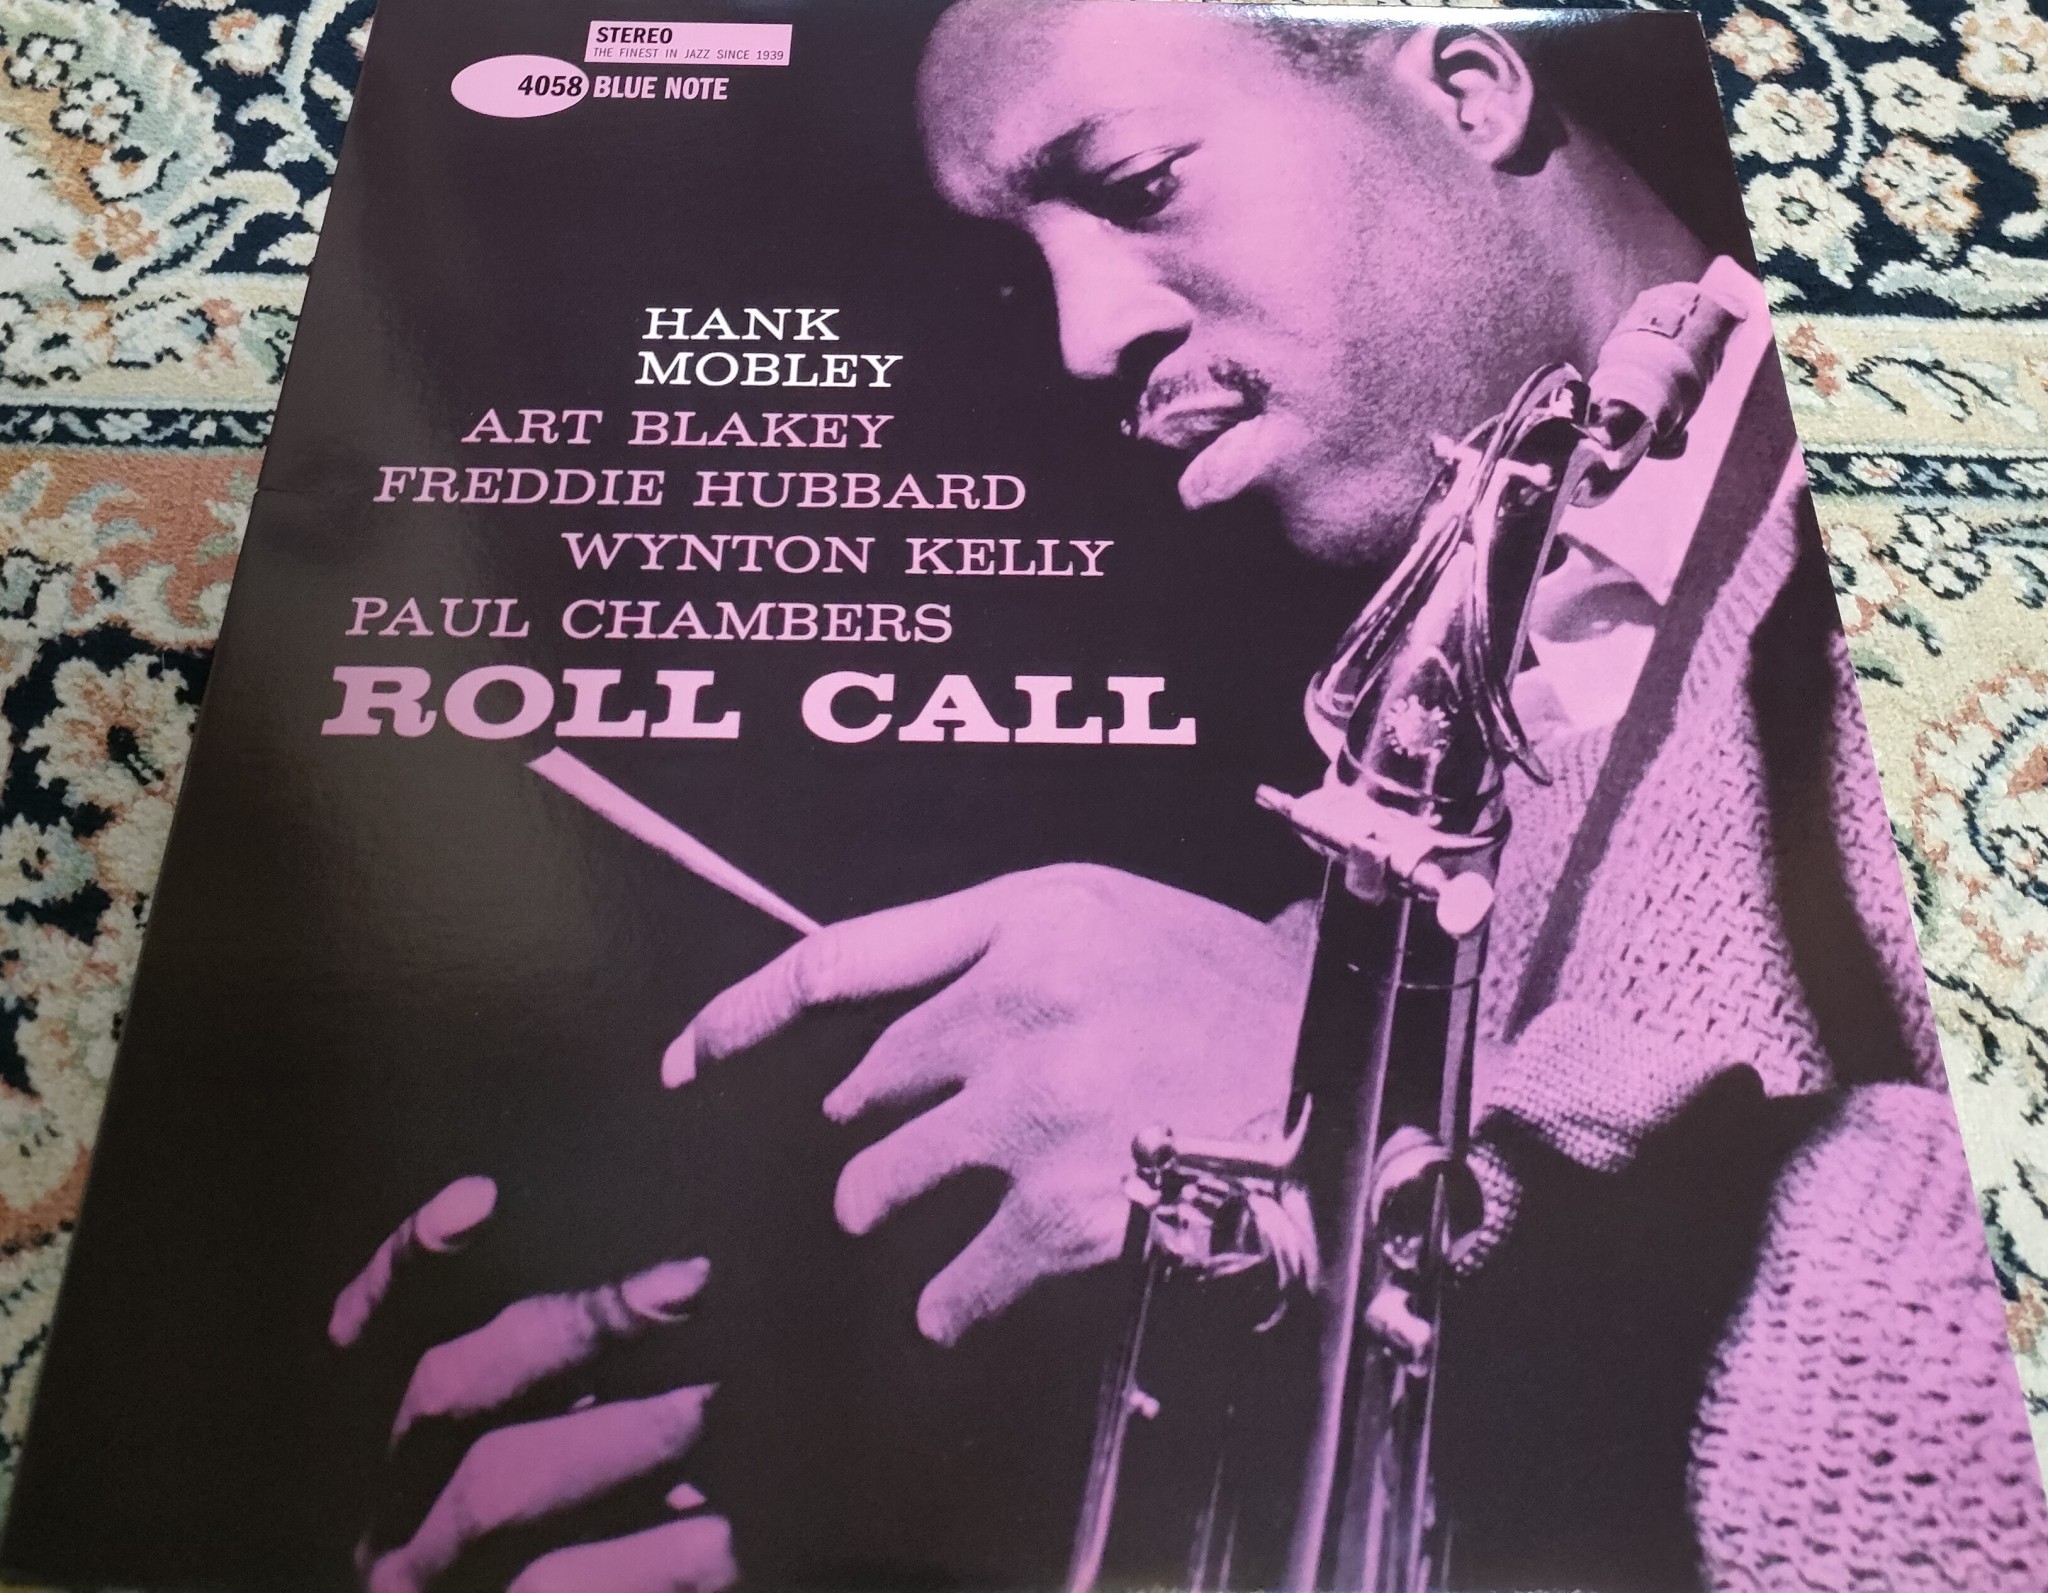 STEREO
THE FINEST IN JAZZ SINCE 1939
4058 BLUE NOTE
HANK
MOBLEY
ART BLAKEY
FREDDIE HUBBARD
WYNTON KELLY
PAUL CHAMBERS
ROLL CALL